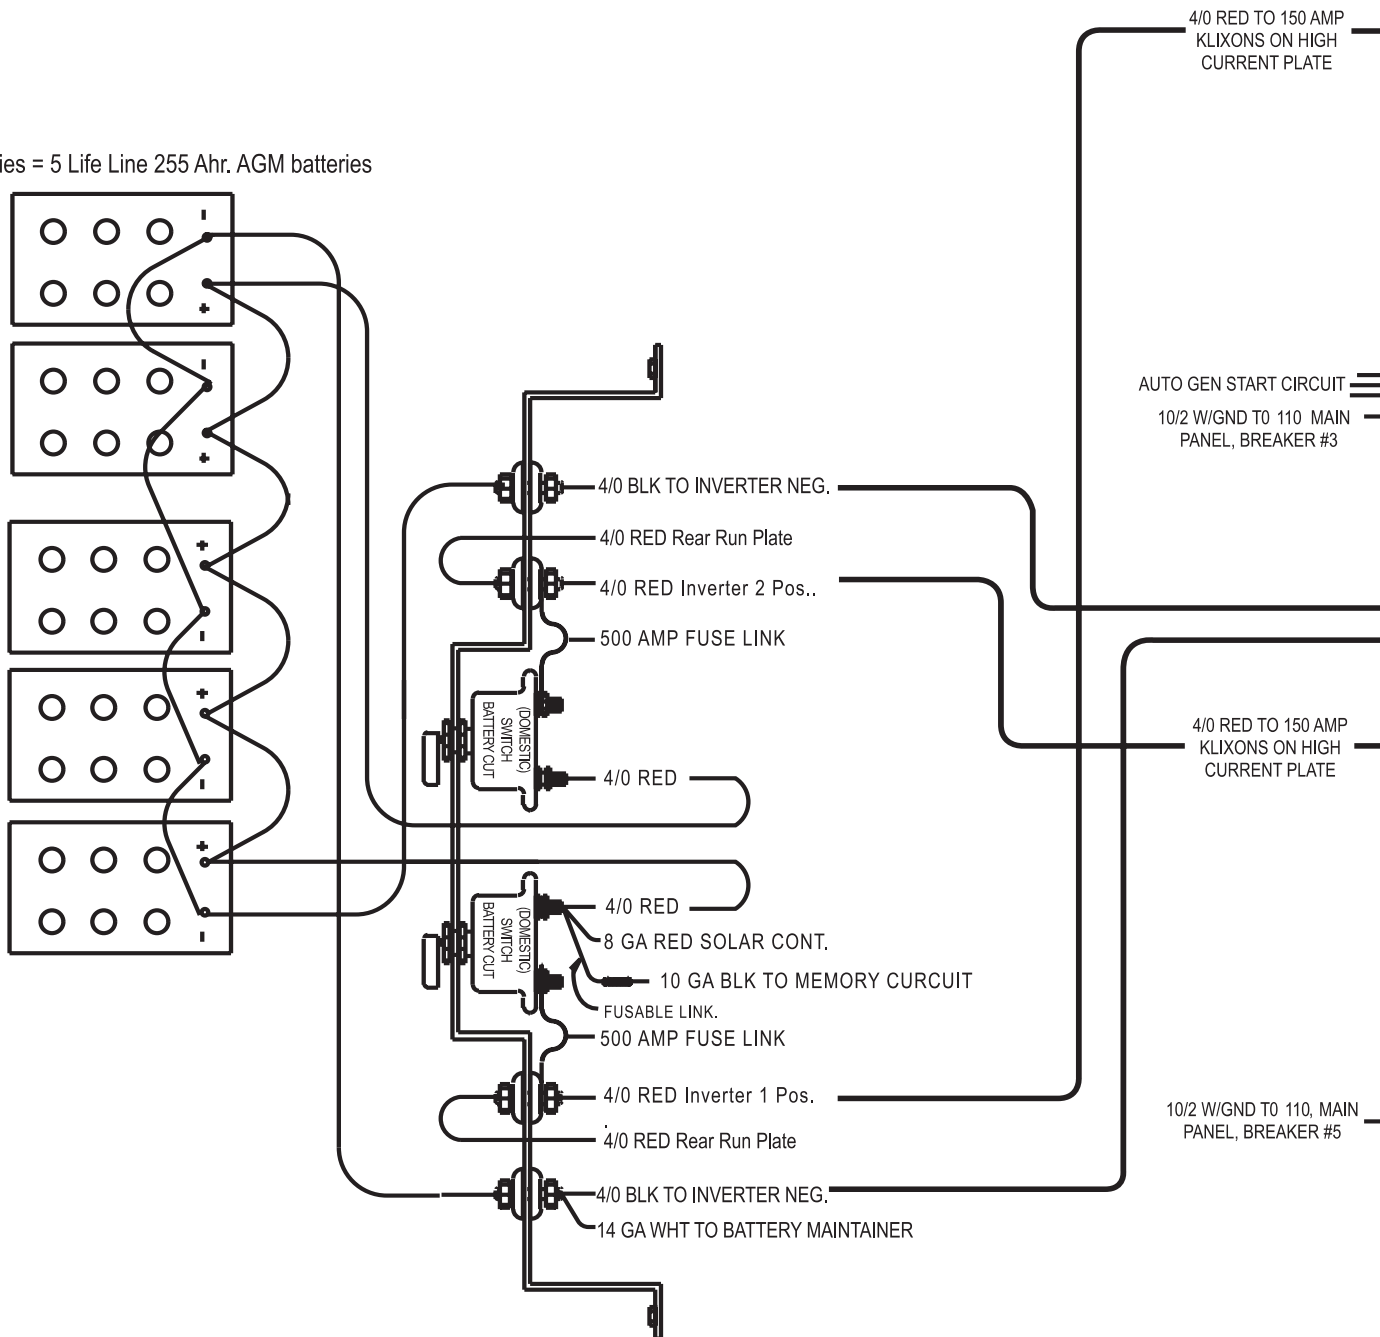 4/0 RED TO 150 AMP
KLIXONS ON HIGH
CURRENT PLATE
ies = 5 Life Line 255 Ahr. AGM batteries
-
+
-
+
+
-
+
-
+
-
AUTO GEN START CIRCUIT
10/2 W/GND T0 110 MAIN
PANEL, BREAKER #3
4/0 BLK TO INVERTER NEG.
4/0 RED Rear Run Plate
4/0 RED Inverter 2 Pos..
500 AMP FUSE LINK
(DOMESTIC)
SWITCH
BATTERY CUT
4/0 RED
4/0 RED TO 150 AMP
KLIXONS ON HIGH
CURRENT PLATE
(DOMESTIC)
SWITCH
BATTERY CUT
4/0 RED
8 GA RED SOLAR CONT.
10 GA BLK TO MEMORY CURCUIT
FUSABLE LINK.
500 AMP FUSE LINK
4/0 RED Inverter 1 Pos.
.
4/0 RED Rear Run Plate
10/2 W/GND T0 110, MAIN
PANEL, BREAKER #5
4/0 BLK TO INVERTER NEG.
14 GA WHT TO BATTERY MAINTAINER